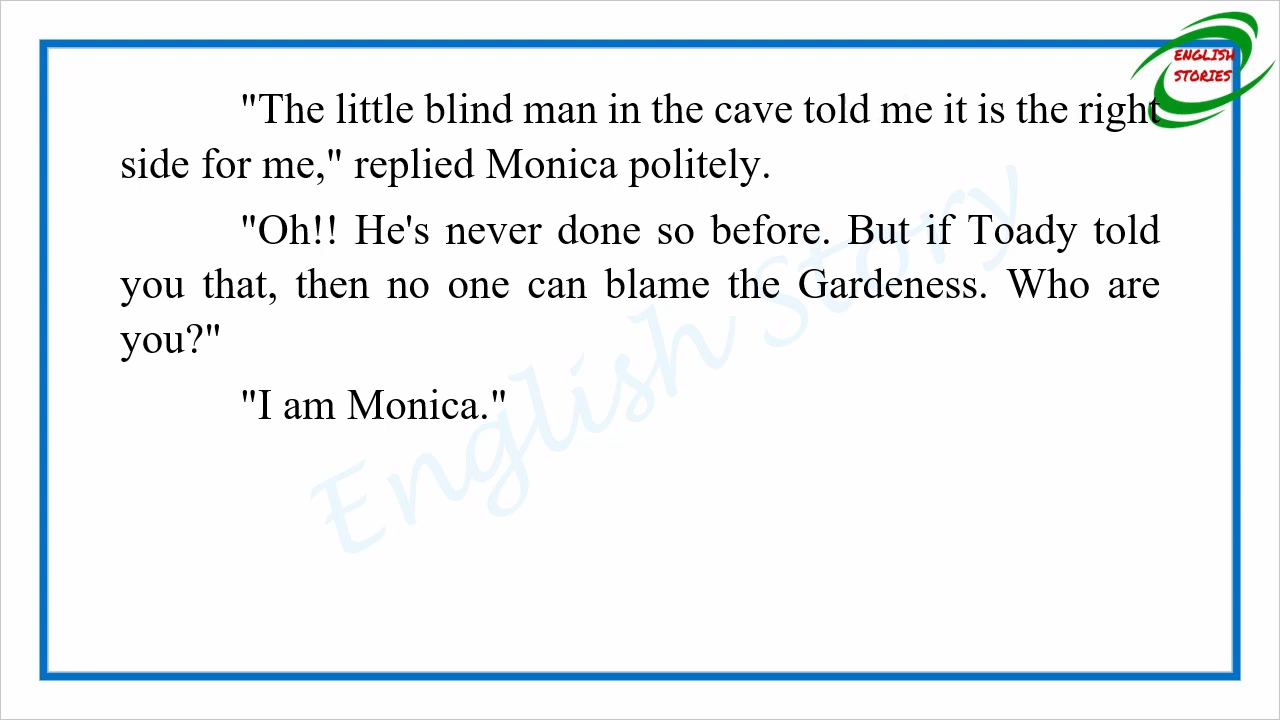 ENGLISH
STORIES
"The little blind man in the cave told me it is the right
side for me," replied Monica politely.
"Oh!! He's never done so before. But if Toady told
you that, then no one can blame the Gardeness. Who are
you?"
"I am Monica."
English Story